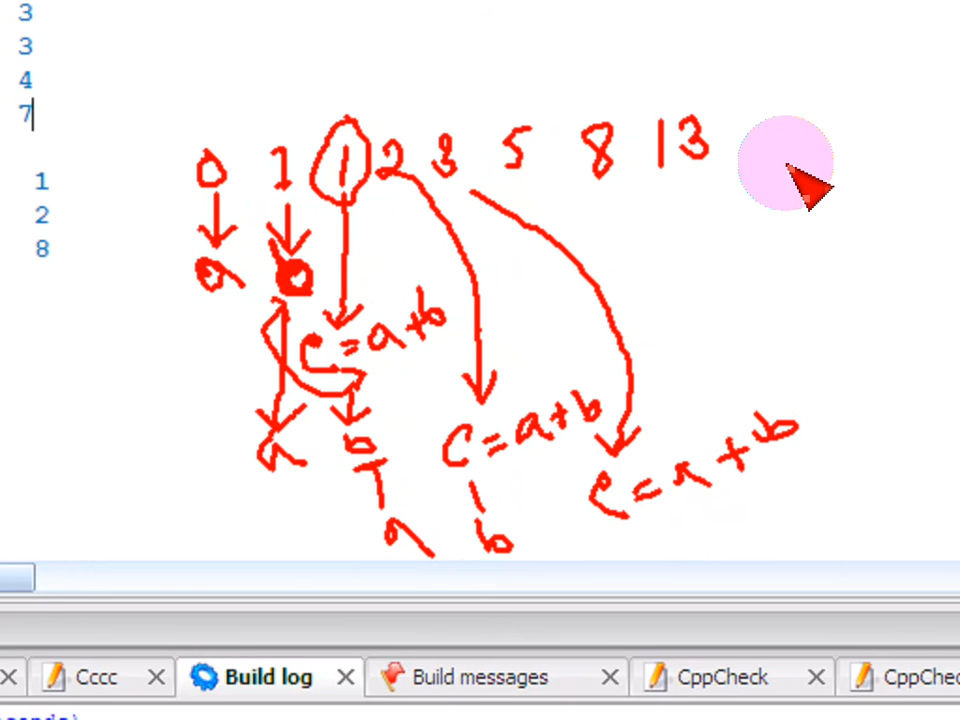 3
3
4
7
1
2
8
0 1 1 2 3 5 8 13
a
c = a + b
a b c = a + b
c = a + b
a b
Cccc Build log Build messages CppCheck CppChec